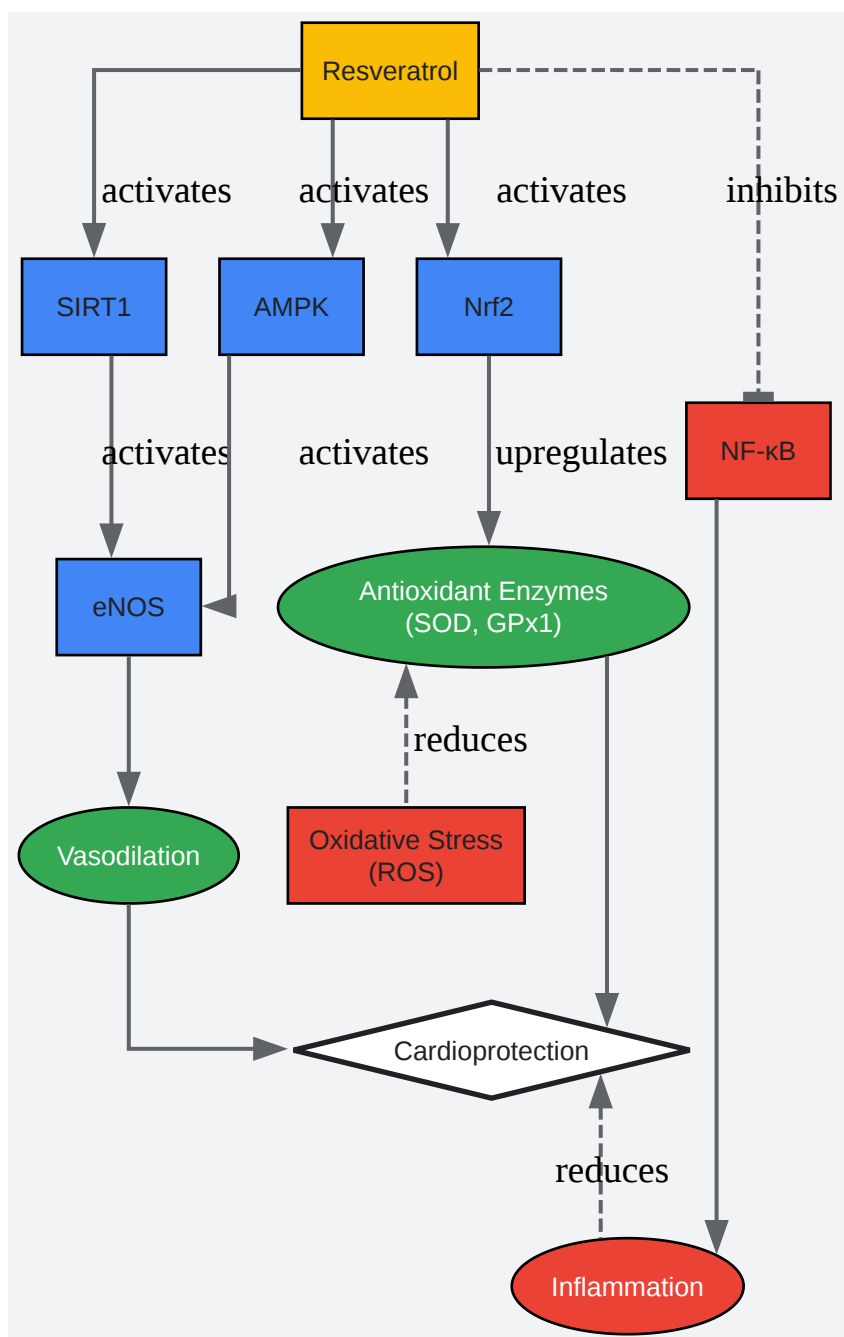 Resveratrol
activates
activates
activates
inhibits
SIRT1
AMPK
Nrf2
activates
activates
upregulates
NF-κB
eNOS
Antioxidant Enzymes
(SOD, GPx1)
reduces
Vasodilation
Oxidative Stress
(ROS)
Cardioprotection
reduces
Inflammation